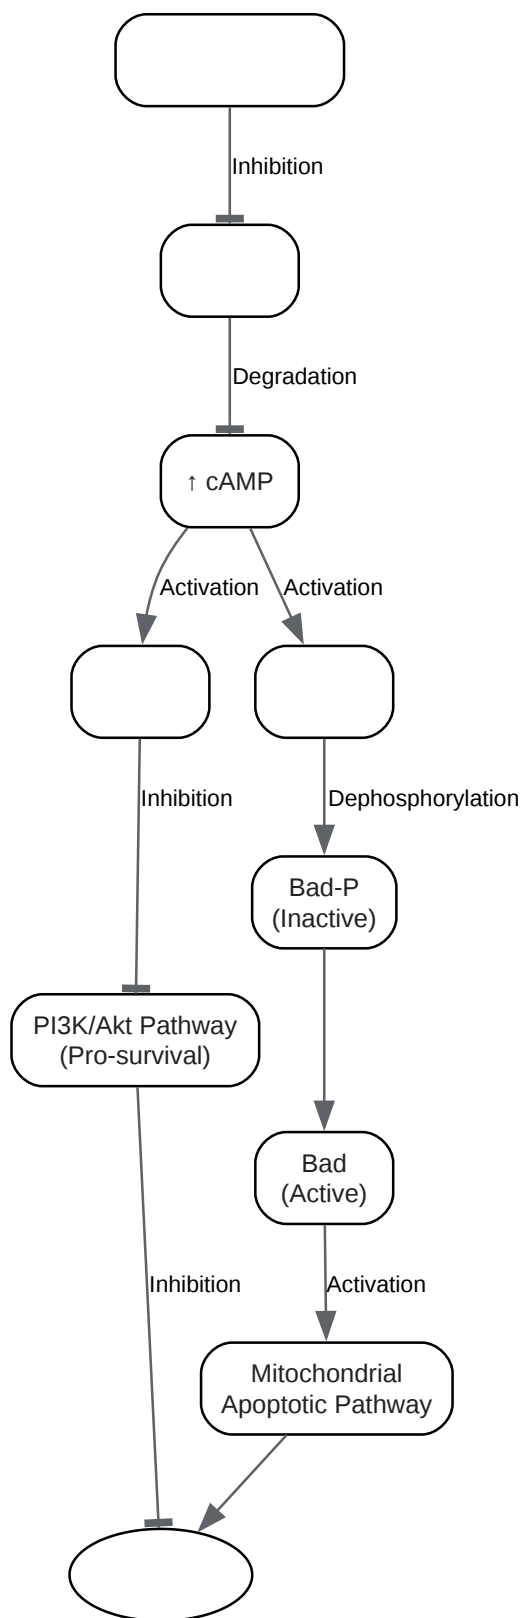 Inhibition
Degradation
↑ cAMP
Activation
Activation
Inhibition
Dephosphorylation
Bad-P
(Inactive)
PI3K/Akt Pathway
(Pro-survival)
Bad
(Active)
Inhibition
Activation
Mitochondrial
Apoptotic Pathway